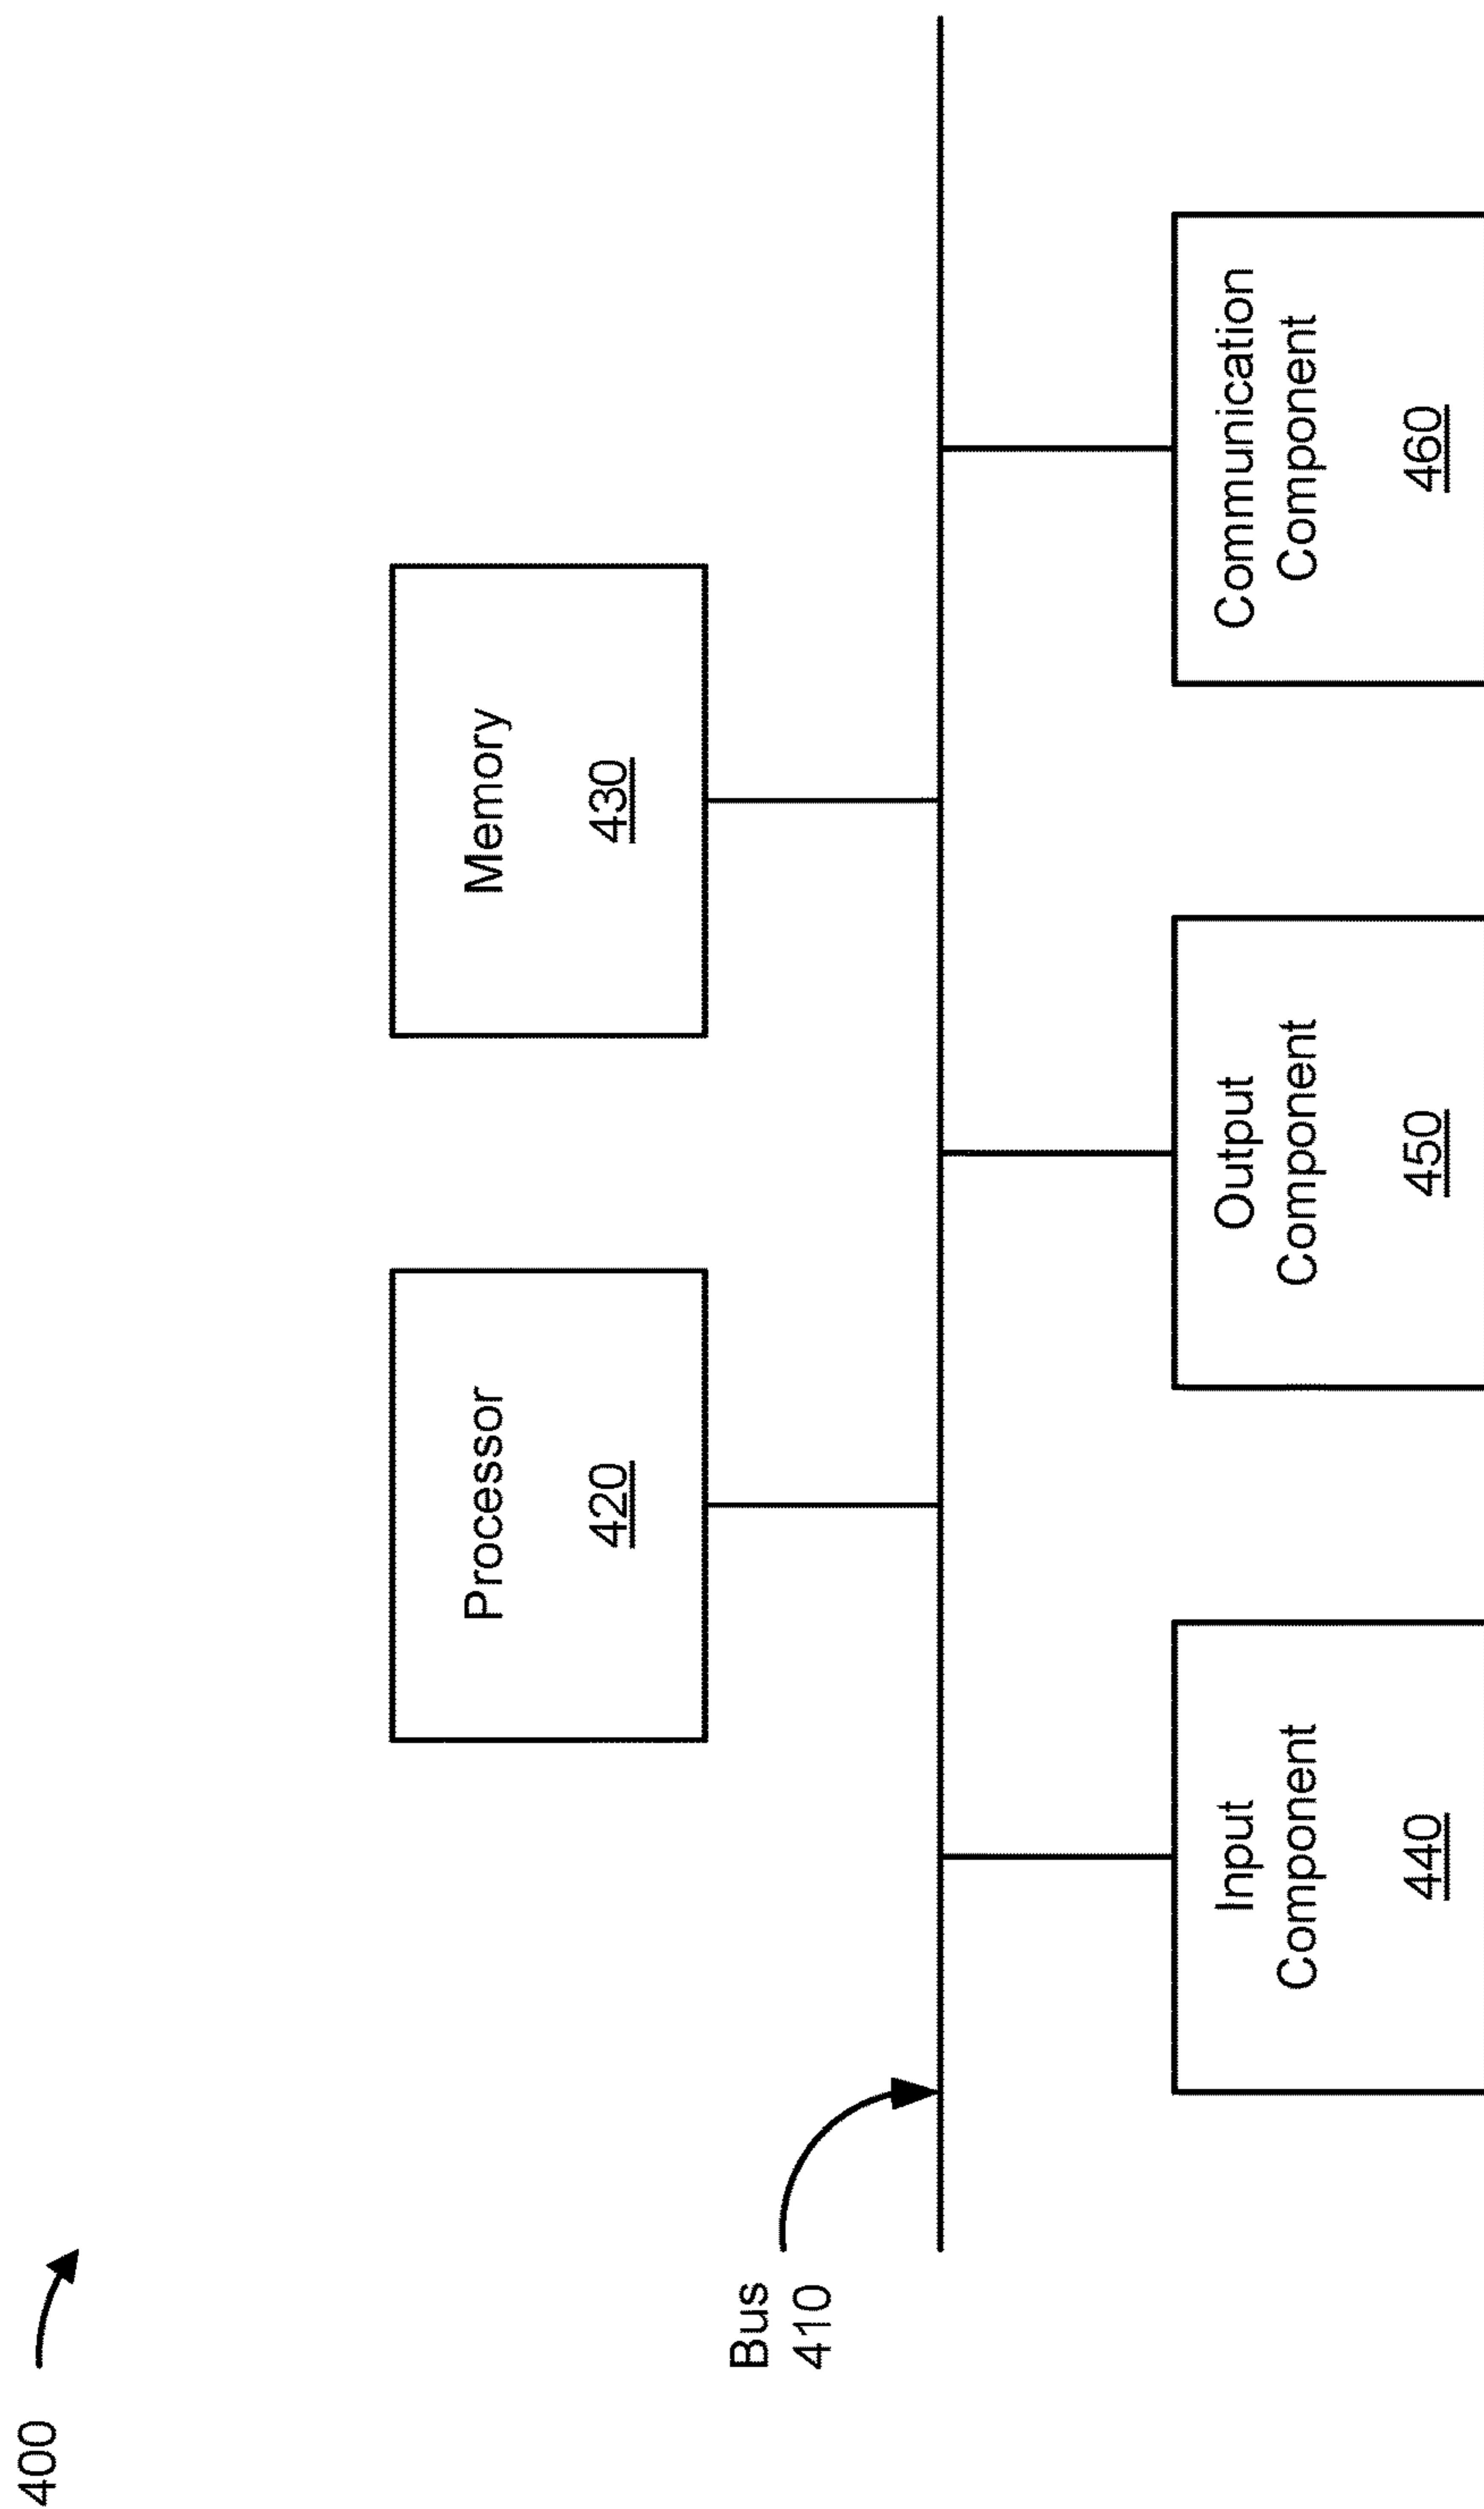 400
Bus
410
Processor
420
Memory
430
Input
Component
440
Output
Component
450
Communication
Component
460